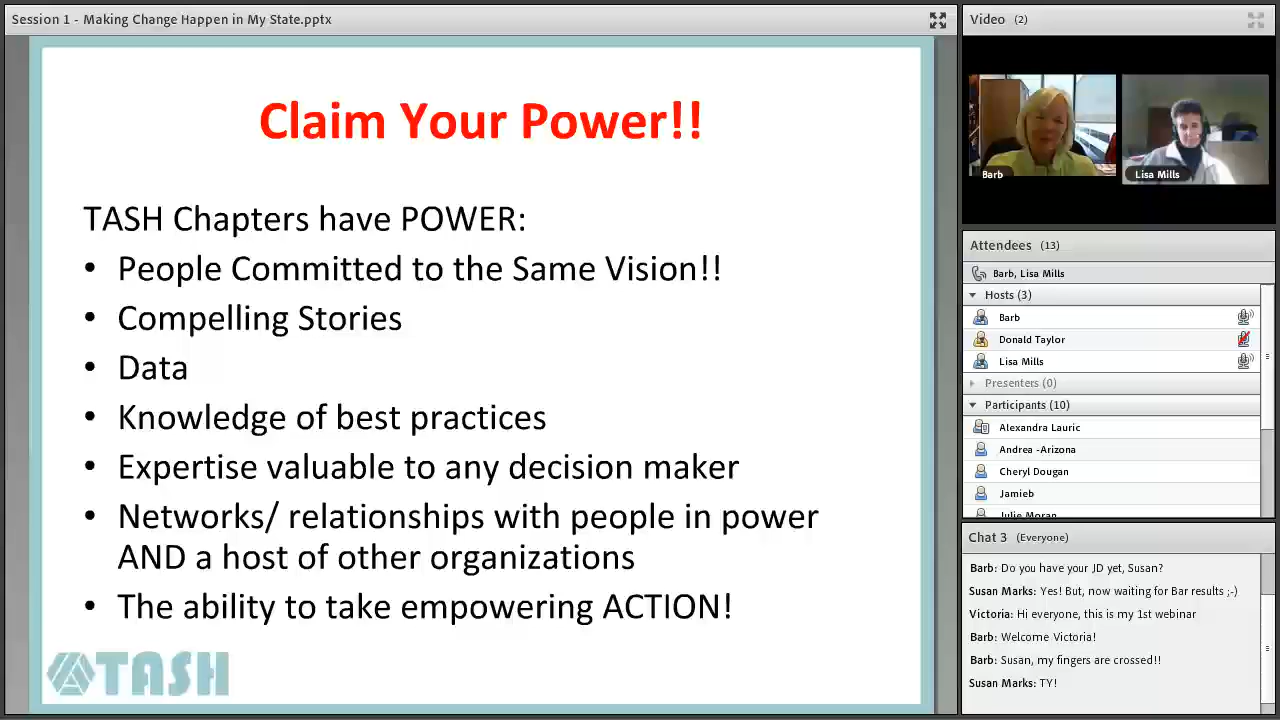 Session 1 - Making Change Happen in My State.pptx
Claim Your Power!!
TASH Chapters have POWER:
• People Committed to the Same Vision!!
• Compelling Stories
• Data
• Knowledge of best practices
• Expertise valuable to any decision maker
• Networks/ relationships with people in power
AND a host of other organizations
• The ability to take empowering ACTION!
TASH
Video (2)
Barb
Lisa Mills
Attendees (13)
Barb, Lisa Mills
Hosts (3)
Barb
Donald Taylor
Lisa Mills
Presenters (0)
Participants (10)
Alexandra Lauric
Andrea -Arizona
Cheryl Dougan
Jamieb
Julie Moran
Chat 3 (Everyone)
Barb: Do you have your JD yet, Susan?
Susan Marks: Yes! But, now waiting for Bar results ;-)
Victoria: Hi everyone, this is my 1st webinar
Barb: Welcome Victoria!
Barb: Susan, my fingers are crossed!!
Susan Marks: TY!